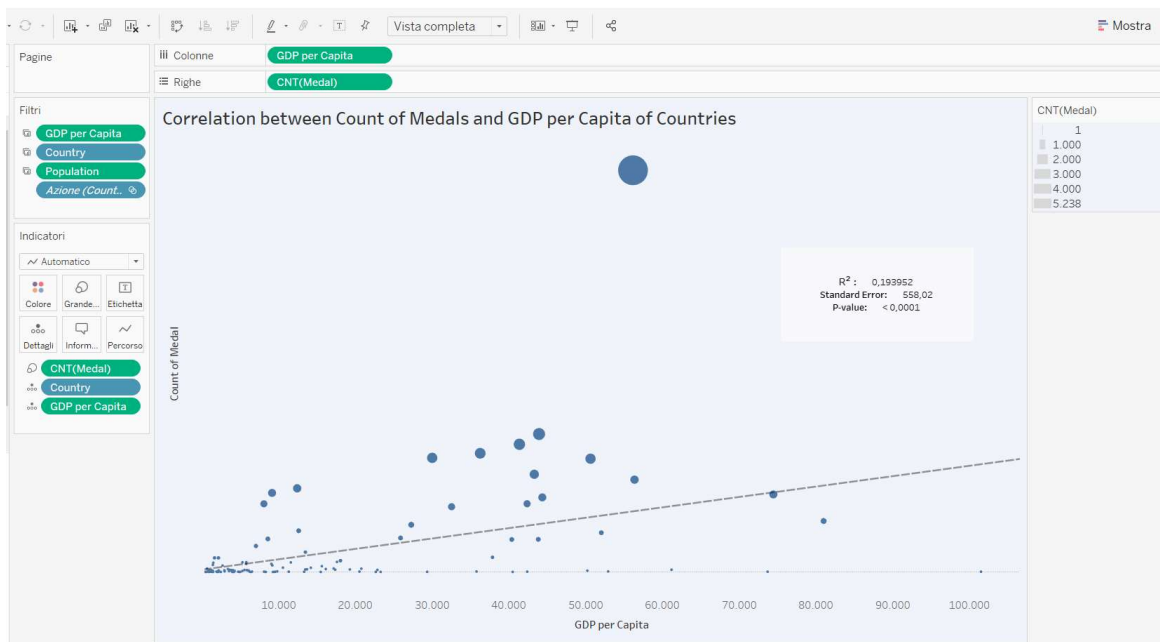 Vista completa
Mostra
Pagine
Colonne
GDP per Capita
Righe
CNT(Medal)
Filtri
GDP per Capita
Country
Population
Azione (Count..
Indicatori
Automatico
Colore
Grande...
Etichetta
Dettagli
Inform...
Percorso
CNT(Medal)
Country
GDP per Capita
Correlation between Count of Medals and GDP per Capita of Countries
R² : 0,193952
Standard Error: 558,02
P-value: < 0,0001
Count of Medal
10.000 20.000 30.000 40.000 50.000 60.000 70.000 80.000 90.000 100.000
GDP per Capita
CNT(Medal)
1
1.000
2.000
3.000
4.000
5.238